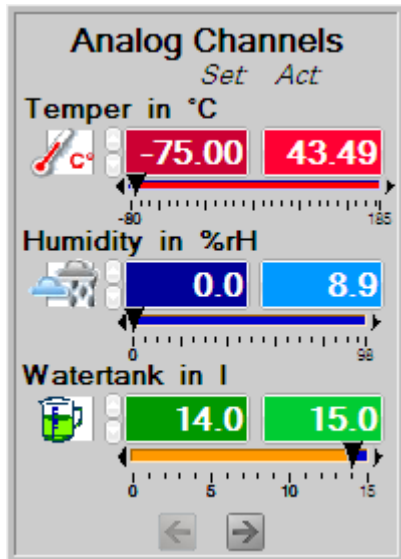 Analog Channels
Set Act
Temper in °C
C° -75.00 43.49
-80 185
Humidity in %rH
0.0 8.9
0 98
Watertank in l
14.0 15.0
0 5 10 15